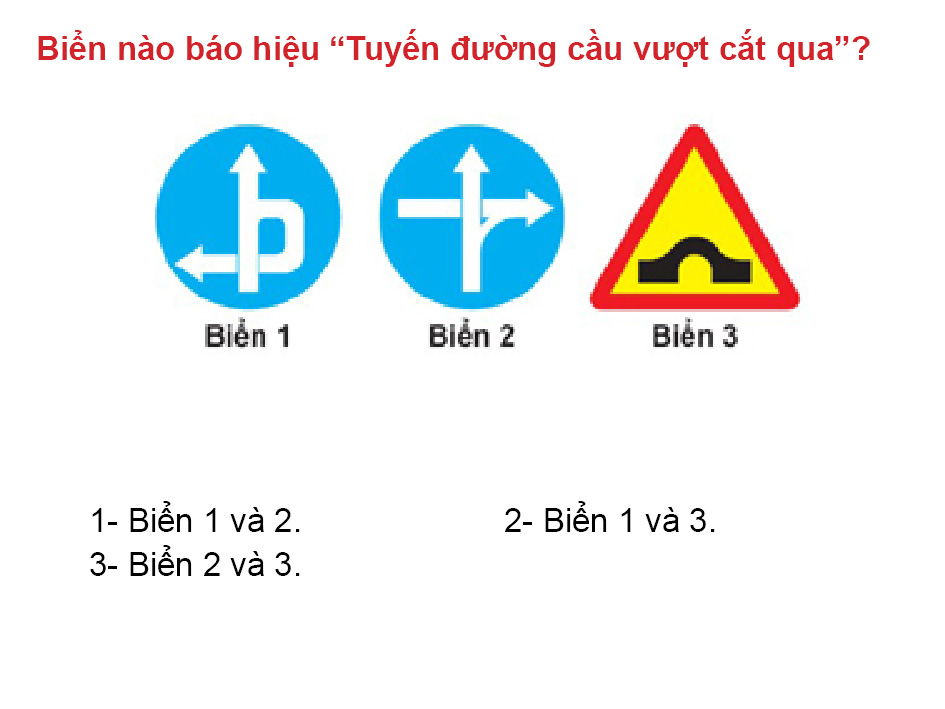 Biển nào báo hiệu “Tuyến đường cầu vượt cắt qua”?
Biển 1 Biển 2 Biển 3
1- Biển 1 và 2. 2- Biển 1 và 3.
3- Biển 2 và 3.